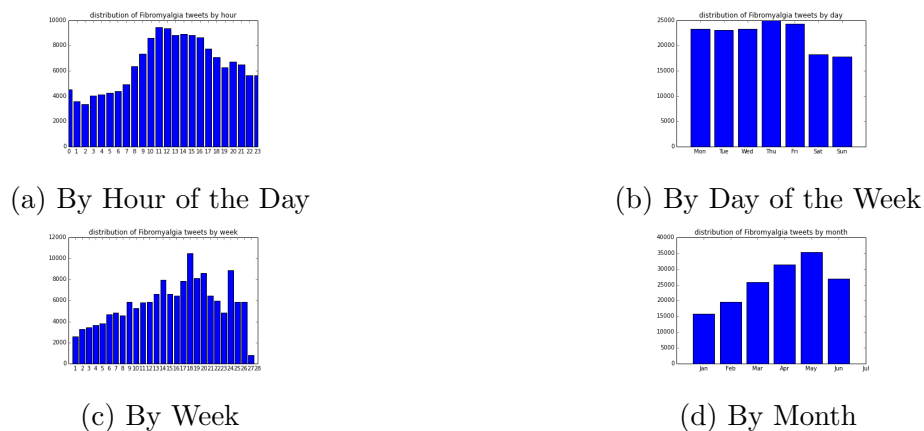 distribution of Fibromyalgia tweets by hour
10000
8000
6000
4000
2000
0
0 1 2 3 4 5 6 7 8 9 10 11 12 13 14 15 16 17 18 19 20 21 22 23
(a) By Hour of the Day
distribution of Fibromyalgia tweets by day
25000
20000
15000
10000
5000
0
Mon Tue Wed Thu Fri Sat Sun
(b) By Day of the Week
distribution of Fibromyalgia tweets by week
12000
10000
8000
6000
4000
2000
0
1 2 3 4 5 6 7 8 9 10 11 12 13 14 15 16 17 18 19 20 21 22 23 24 25 26 27 28
(c) By Week
distribution of Fibromyalgia tweets by month
40000
35000
30000
25000
20000
15000
10000
5000
0
Jan Feb Mar Apr May Jun Jul
(d) By Month